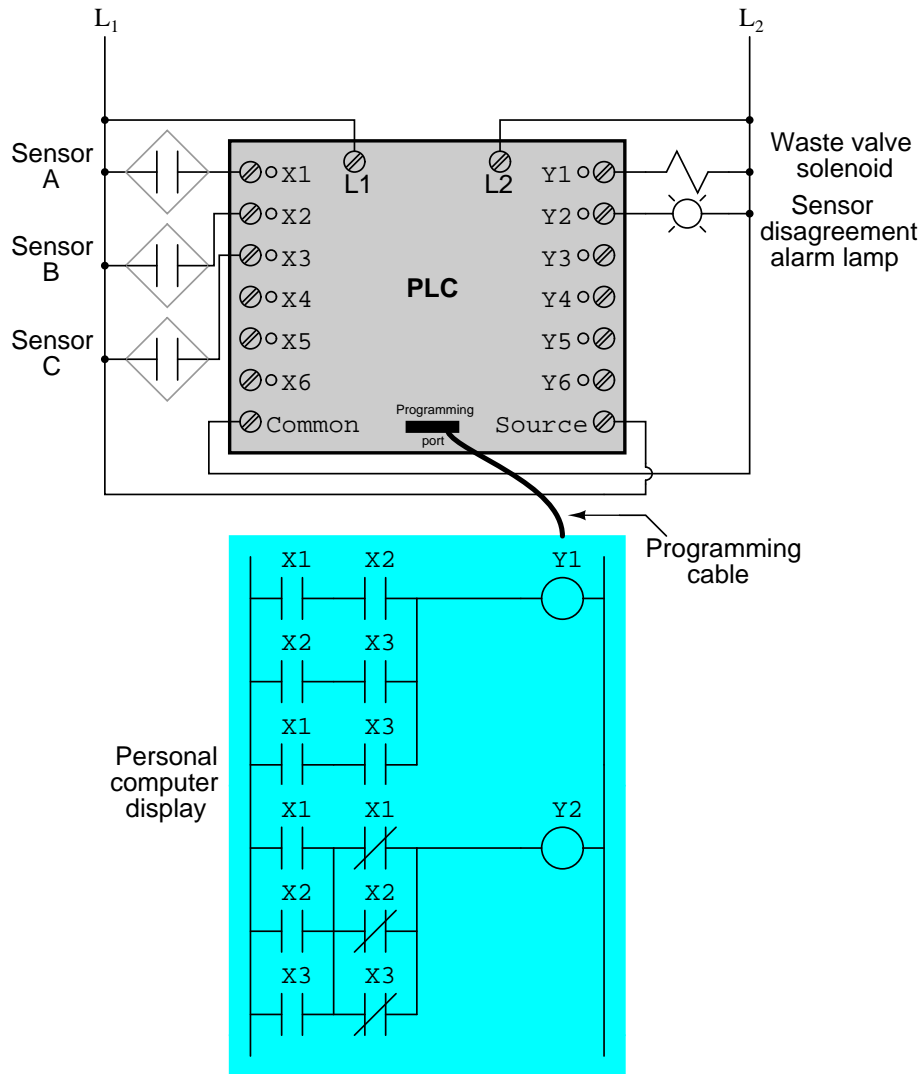 L1
L2
Sensor
A
Sensor
B
Sensor
C
X1
X2
X3
X4
X5
X6
Common
L1
L2
PLC
Programming
port
Y1
Y2
Y3
Y4
Y5
Y6
Source
Waste valve
solenoid
Sensor
disagreement
alarm lamp
Programming
cable
Personal
computer
display
X1 X2 Y1
X2 X3
X1 X3
X1 X1 Y2
X2 X2
X3 X3